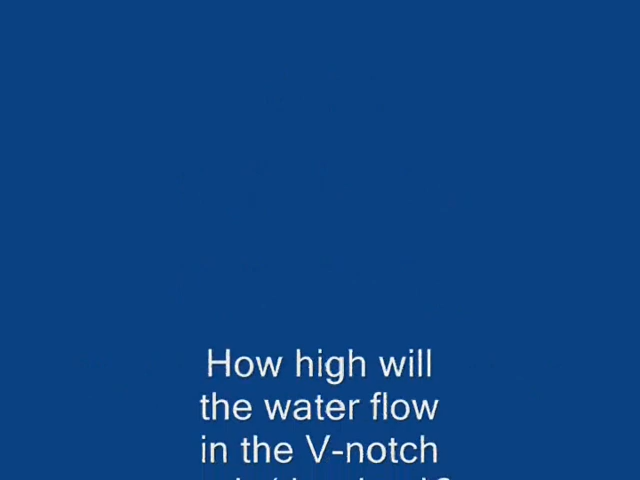 How high will
the water flow
in the V-notch